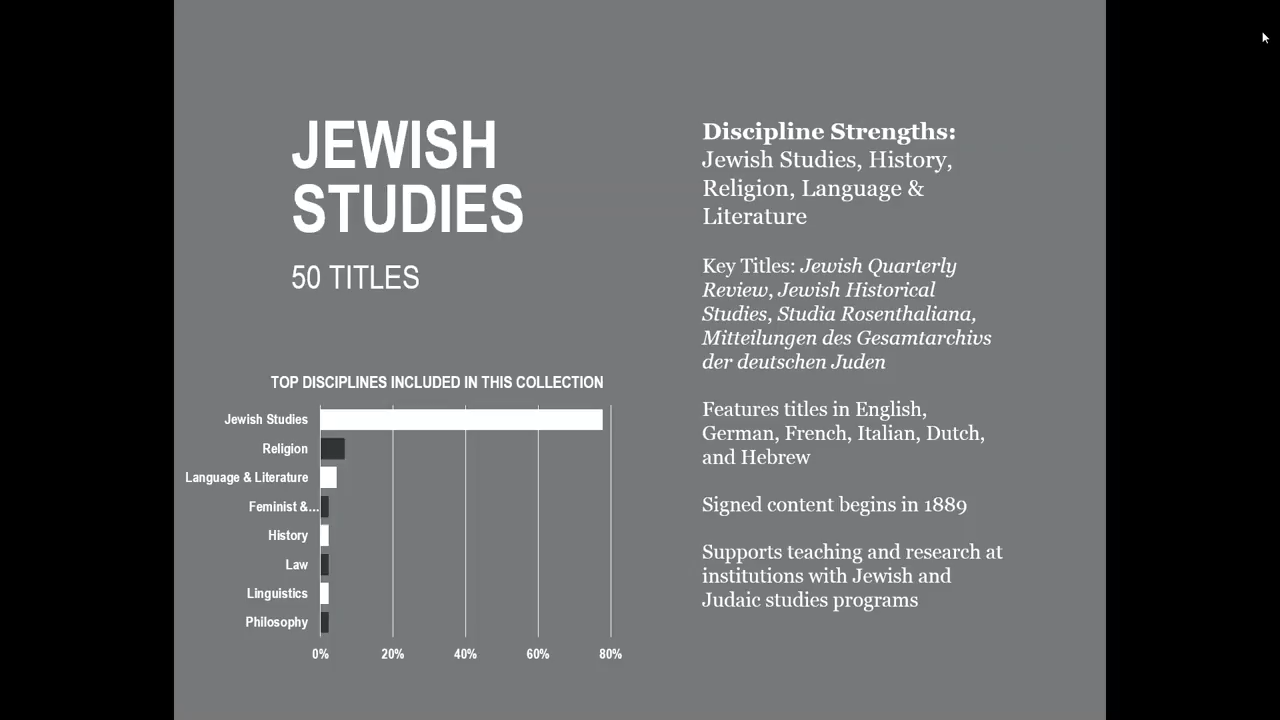 JEWISH
STUDIES
50 TITLES
TOP DISCIPLINES INCLUDED IN THIS COLLECTION
Jewish Studies
Religion
Language & Literature
Feminist &...
History
Law
Linguistics
Philosophy
0% 20% 40% 60% 80%
Discipline Strengths:
Jewish Studies, History,
Religion, Language &
Literature
Key Titles: Jewish Quarterly
Review, Jewish Historical
Studies, Studia Rosenthaliana,
Mitteilungen des Gesamtarchivs
der deutschen Juden
Features titles in English,
German, French, Italian, Dutch,
and Hebrew
Signed content begins in 1889
Supports teaching and research at
institutions with Jewish and
Judaic studies programs